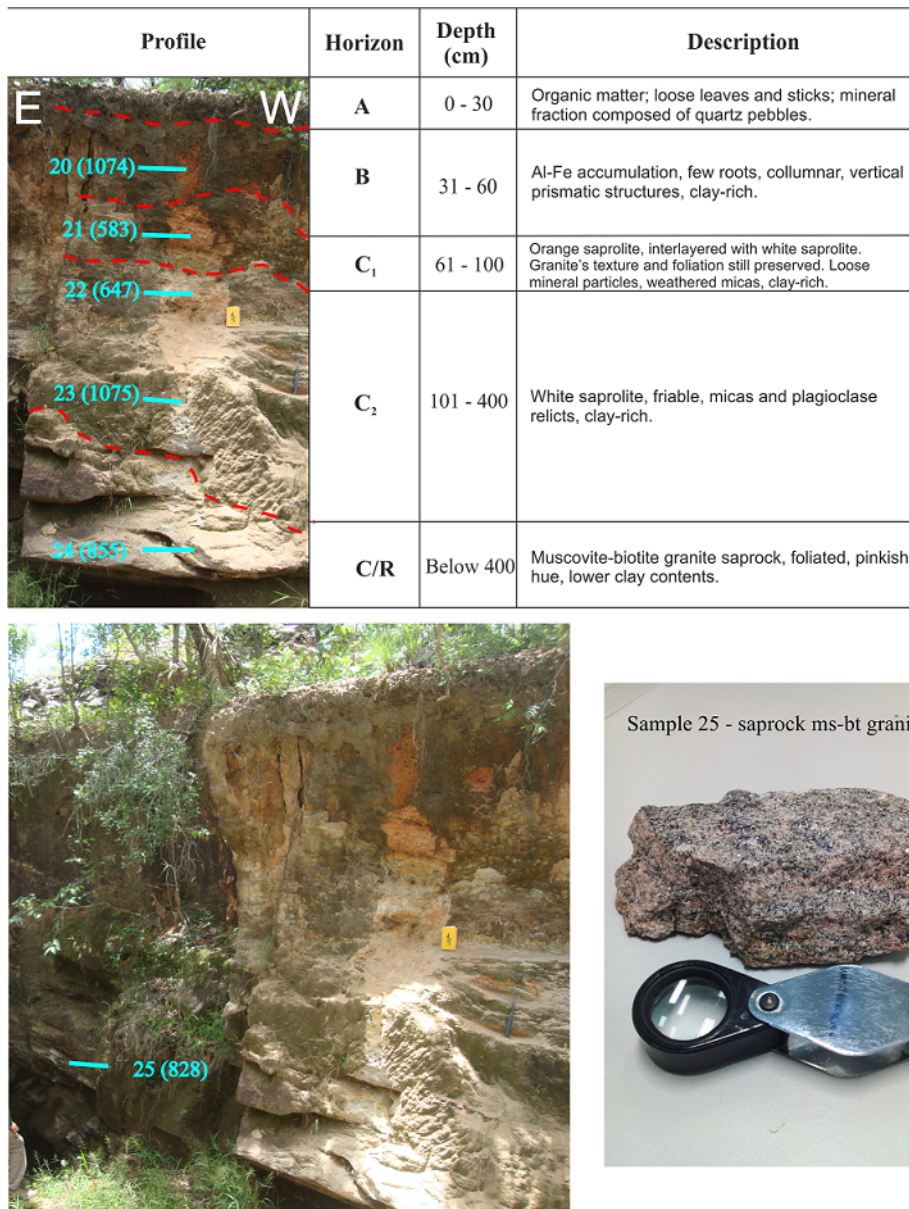 Profile
Horizon
Depth
(cm)
Description
E
W
A
0 - 30
Organic matter; loose leaves and sticks; mineral
fraction composed of quartz pebbles.
20 (1074)
B
31 - 60
Al-Fe accumulation, few roots, collumnar, vertical
prismatic structures, clay-rich.
21 (583)
C₁
61 - 100
Orange saprolite, interlayered with white saprolite.
Granite's texture and foliation still preserved. Loose
mineral particles, weathered micas, clay-rich.
22 (647)
23 (1075)
C₂
101 - 400
White saprolite, friable, micas and plagioclase
relicts, clay-rich.
24 (855)
C/R
Below 400
Muscovite-biotite granite saprock, foliated, pinkish
hue, lower clay contents.
25 (828)
Sample 25 - saprock ms-bt grani